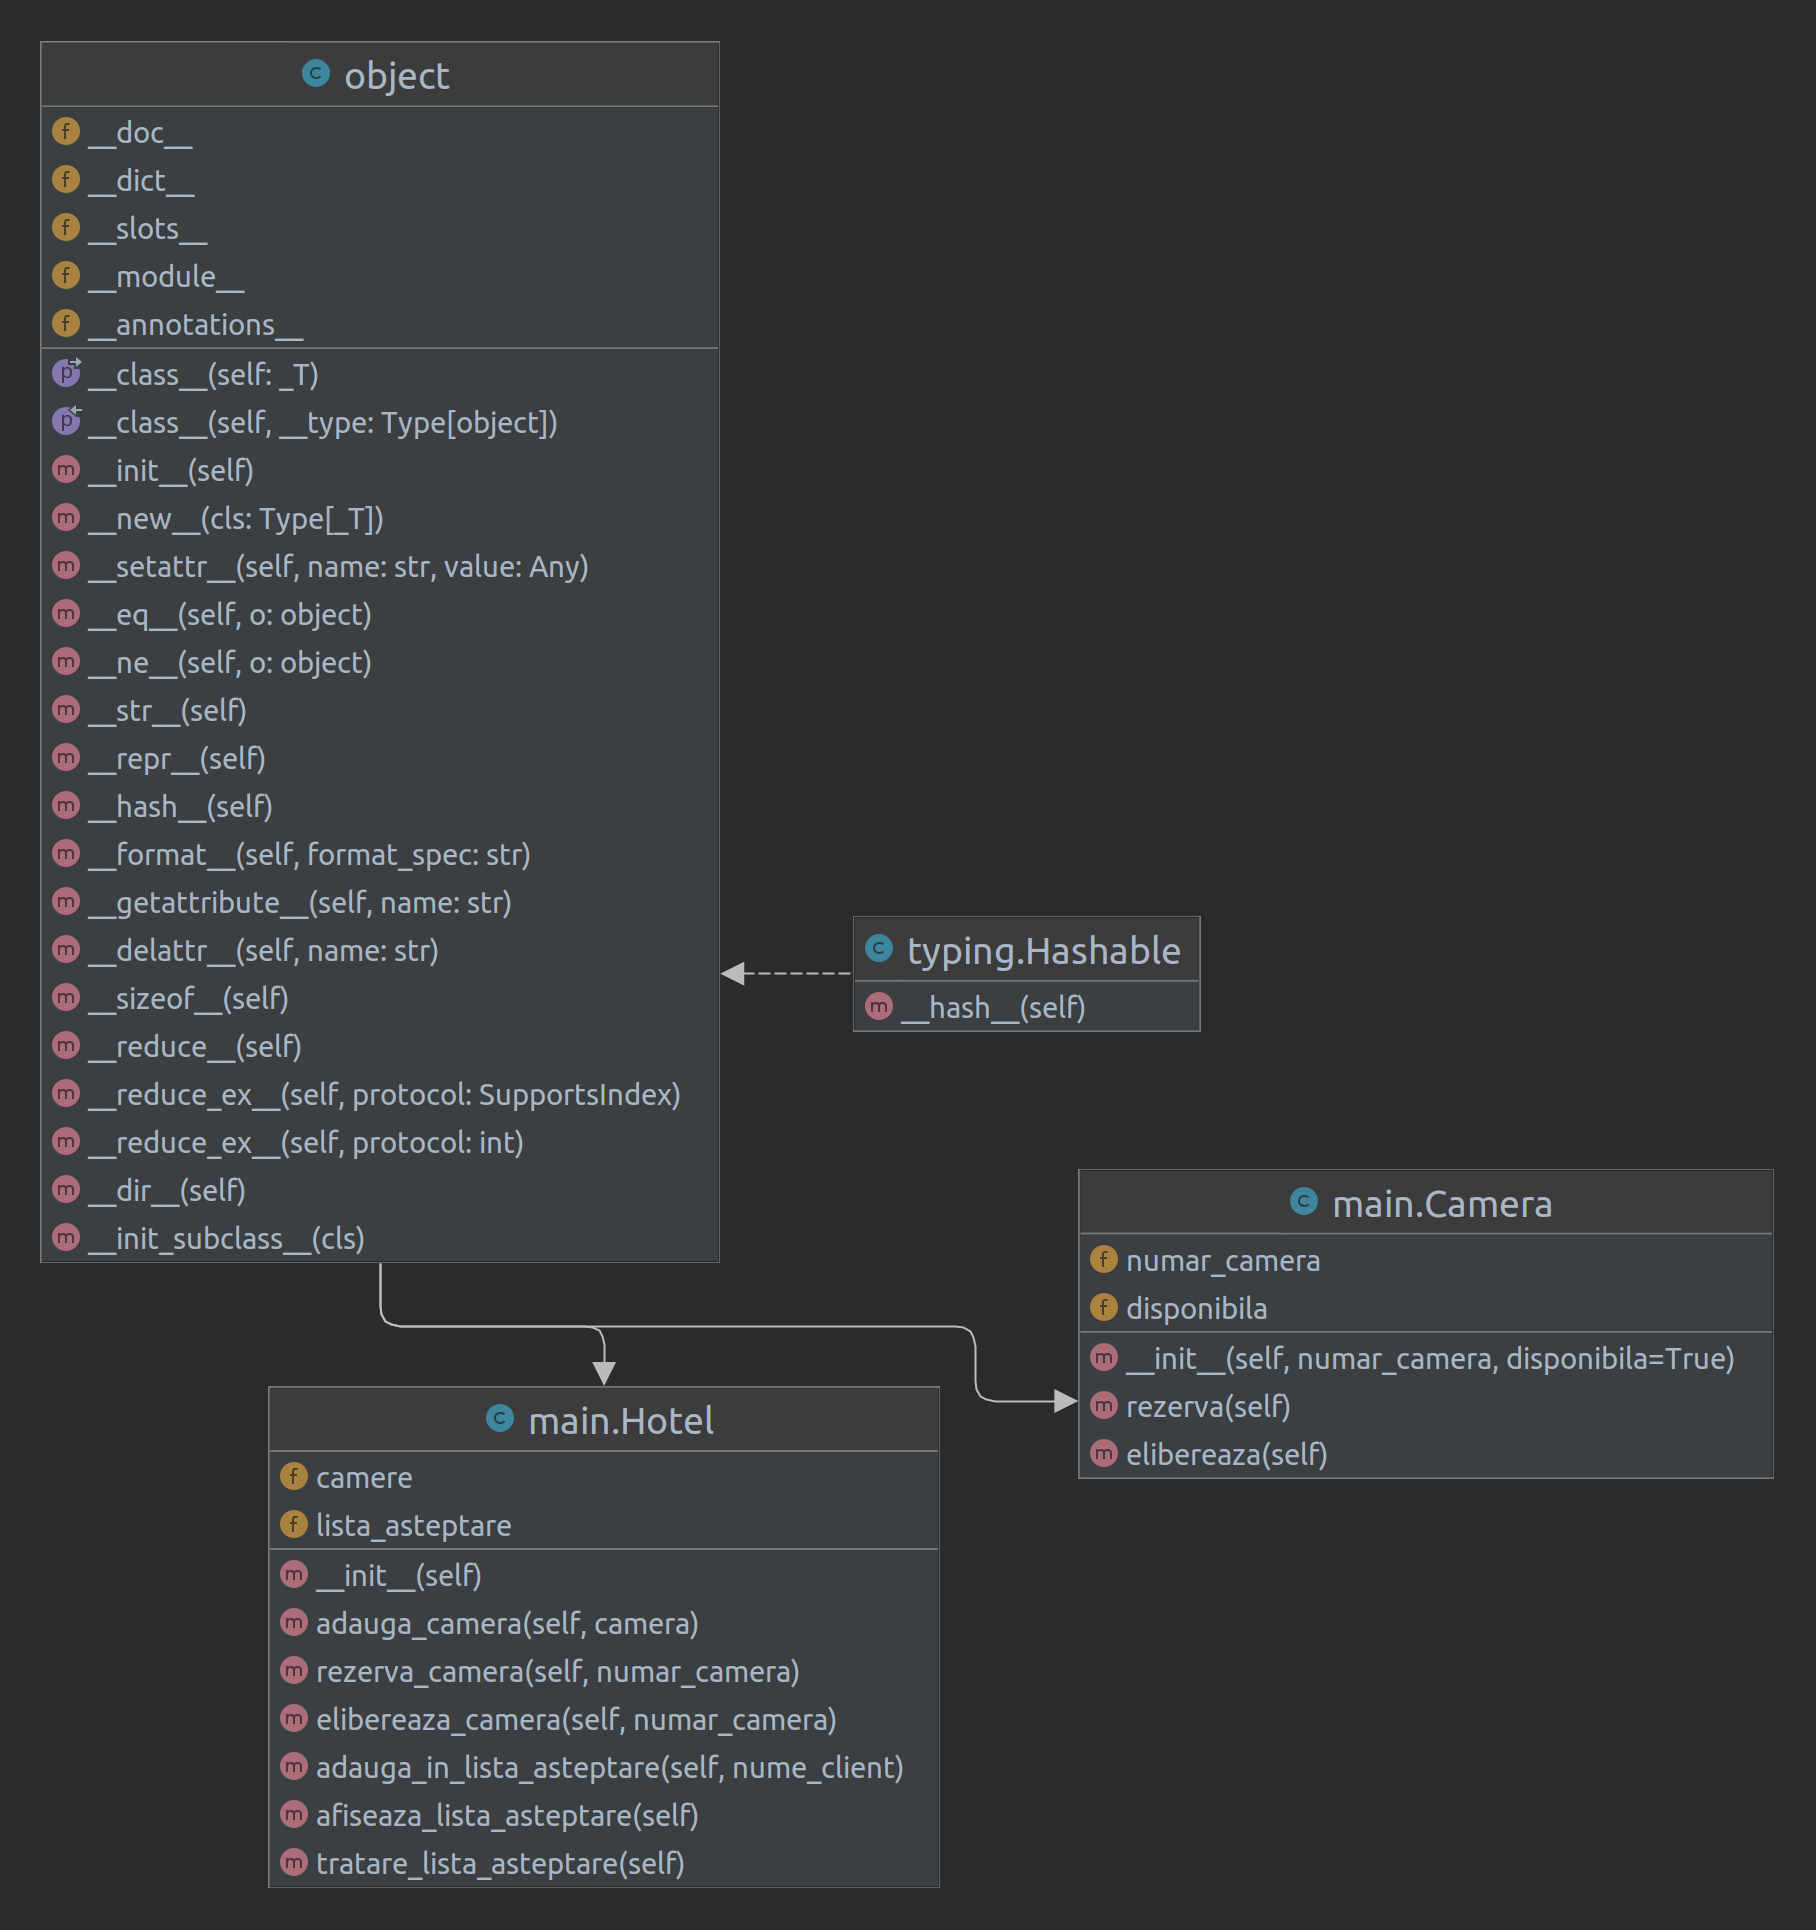 object
__doc__
__dict__
__slots__
__module__
__annotations__
__class__(self: _T)
__class__(self, __type: Type[object])
__init__(self)
__new__(cls: Type[_T])
__setattr__(self, name: str, value: Any)
__eq__(self, o: object)
__ne__(self, o: object)
__str__(self)
__repr__(self)
__hash__(self)
__format__(self, format_spec: str)
__getattribute__(self, name: str)
__delattr__(self, name: str)
__sizeof__(self)
__reduce__(self)
__reduce_ex__(self, protocol: SupportsIndex)
__reduce_ex__(self, protocol: int)
__dir__(self)
__init_subclass__(cls)
typing.Hashable
__hash__(self)
main.Camera
numar_camera
disponibila
__init__(self, numar_camera, disponibila=True)
rezerva(self)
elibereaza(self)
main.Hotel
camere
lista_asteptare
__init__(self)
adauga_camera(self, camera)
rezerva_camera(self, numar_camera)
elibereaza_camera(self, numar_camera)
adauga_in_lista_asteptare(self, nume_client)
afiseaza_lista_asteptare(self)
tratare_lista_asteptare(self)